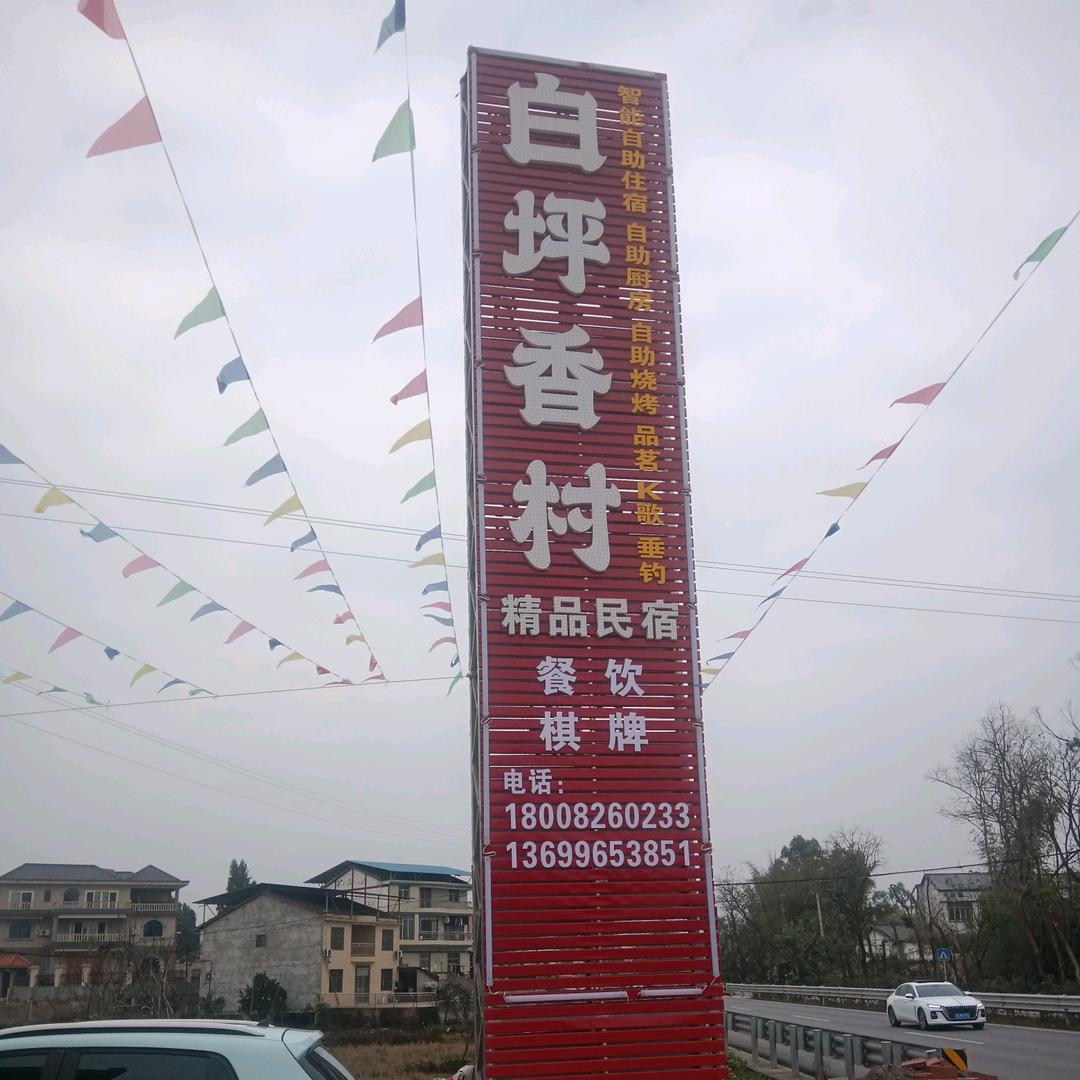 白坪香村
智能自助住宿 自助厨房 自助烧烤 品茗 K歌 垂钓
精品民宿
餐饮
棋牌
电话:
18008260233
13699653851